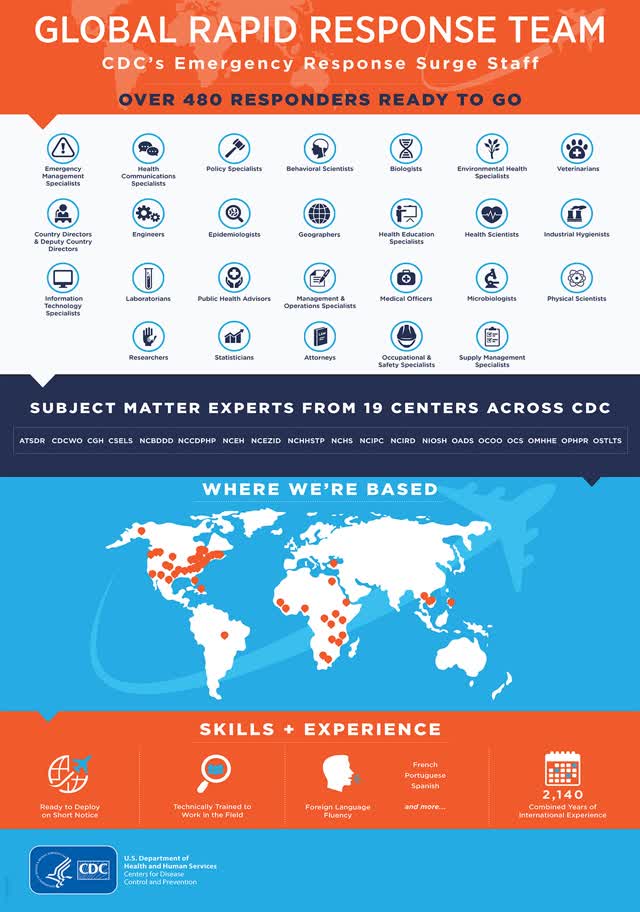 GLOBAL RAPID RESPONSE TEAM
CDC's Emergency Response Surge Staff
OVER 480 RESPONDERS READY TO GO
Emergency
Management
Specialists
Health
Communications
Specialists
Policy Specialists
Behavioral Scientists
Biologists
Environmental Health
Specialists
Veterinarians
Country Directors
& Deputy Country
Directors
Engineers
Epidemiologists
Geographers
Health Education
Specialists
Health Scientists
Industrial Hygienists
Information
Technology
Specialists
Laboratorians
Public Health Advisors
Management &
Operations Specialists
Medical Officers
Microbiologists
Physical Scientists
Researchers
Statisticians
Attorneys
Occupational &
Safety Specialists
Supply Management
Specialists
SUBJECT MATTER EXPERTS FROM 19 CENTERS ACROSS CDC
ATSDR CDCWO CGH CSELS NCBDDD NCCDPHP NCEH NCEZID NCHHSTP NCHS NCIPC NCIRD NIOSH OADS OCOO OCS OMHHE OPHPR OSTLTS
WHERE WE'RE BASED
SKILLS + EXPERIENCE
Ready to Deploy
on Short Notice
Technically Trained to
Work in the Field
Foreign Language
Fluency
French
Portuguese
Spanish
and more...
2,140
Combined Years of
International Experience
CDC
U.S. Department of
Health and Human Services
Centers for Disease
Control and Prevention